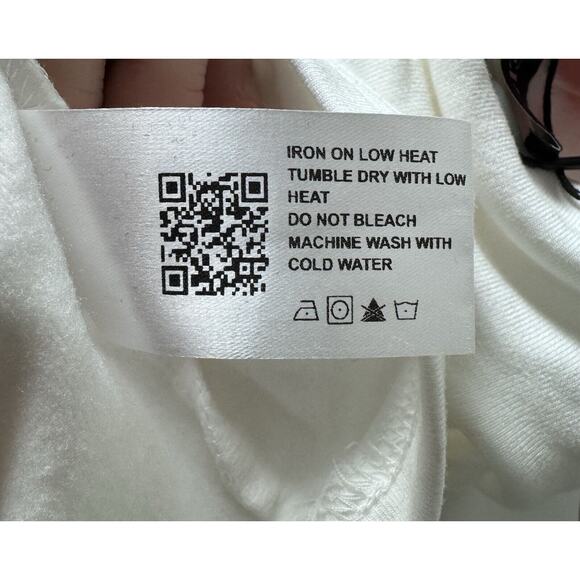 IRON ON LOW HEAT
TUMBLE DRY WITH LOW
HEAT
DO NOT BLEACH
MACHINE WASH WITH
COLD WATER